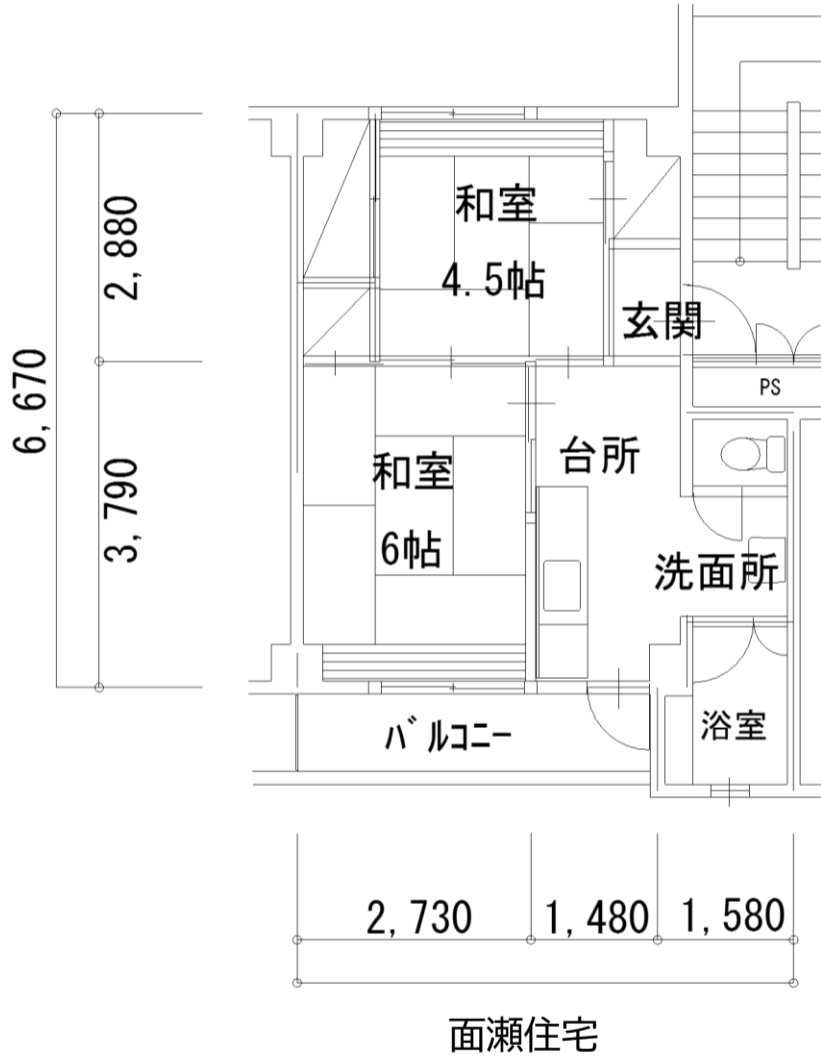 和室
4.5帖
2,880
玄関
6,670
PS
台所
和室
3,790
6帖
洗面所
浴室
バルコニー
2,730
1,480
1,580
面瀬住宅